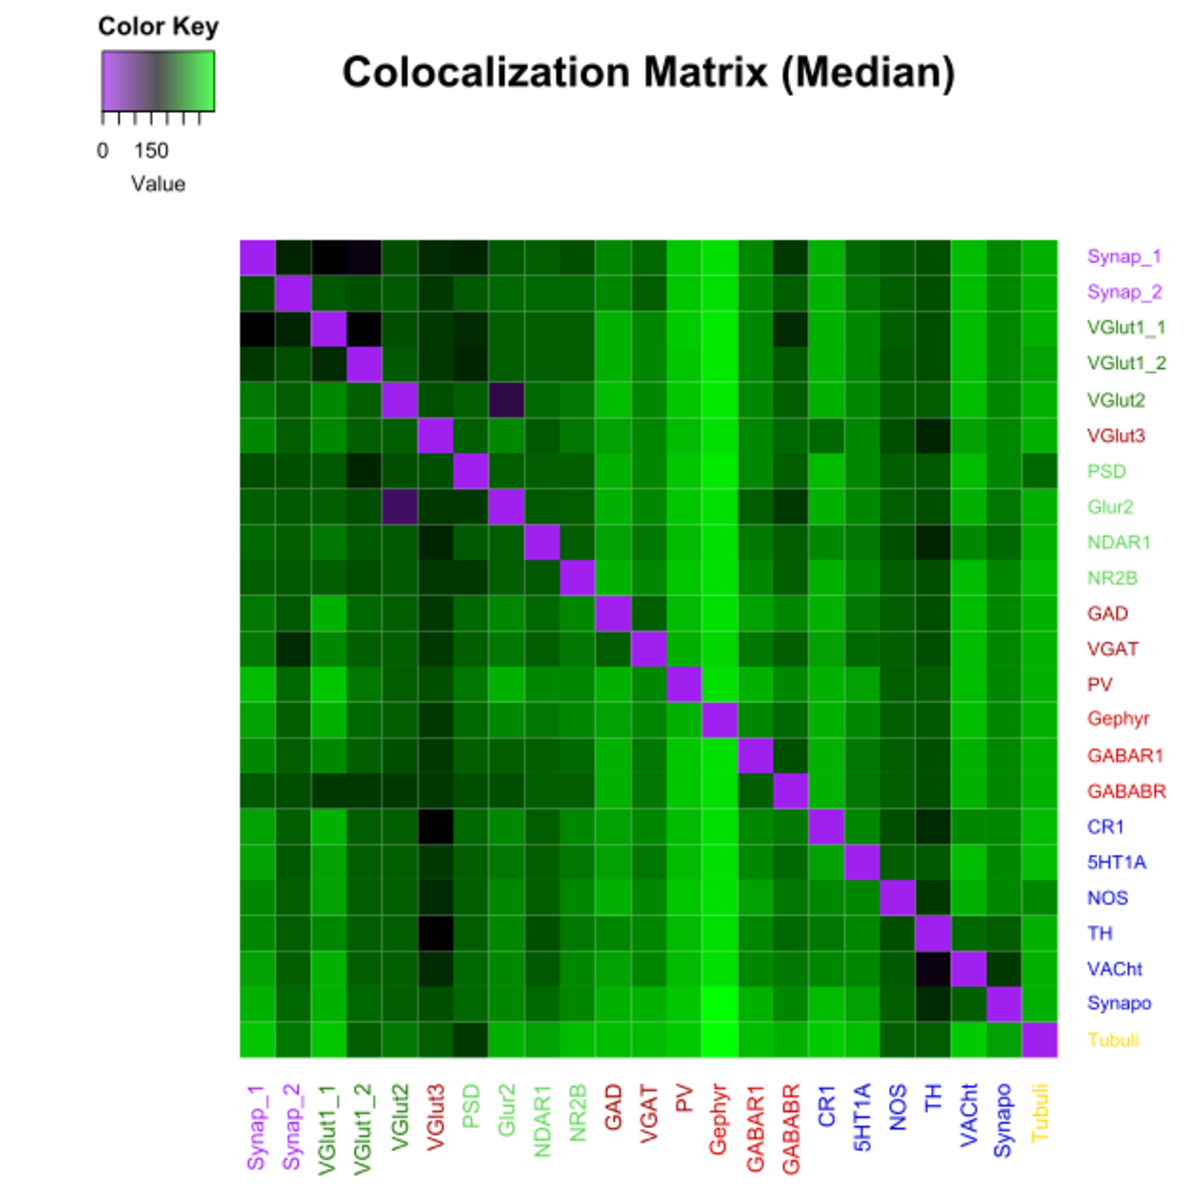 Color Key
Colocalization Matrix (Median)
0 150
Value
Synap_1
Synap_2
VGlut1_1
VGlut1_2
VGlut2
VGlut3
PSD
Glur2
NDAR1
NR2B
GAD
VGAT
PV
Gephyr
GABAR1
GABABR
CR1
5HT1A
NOS
TH
VACht
Synapo
Tubuli
Synap_1
Synap_2
VGlut1_1
VGlut1_2
VGlut2
VGlut3
PSD
Glur2
NDAR1
NR2B
GAD
VGAT
PV
Gephyr
GABAR1
GABABR
CR1
5HT1A
NOS
TH
VACht
Synapo
Tubuli